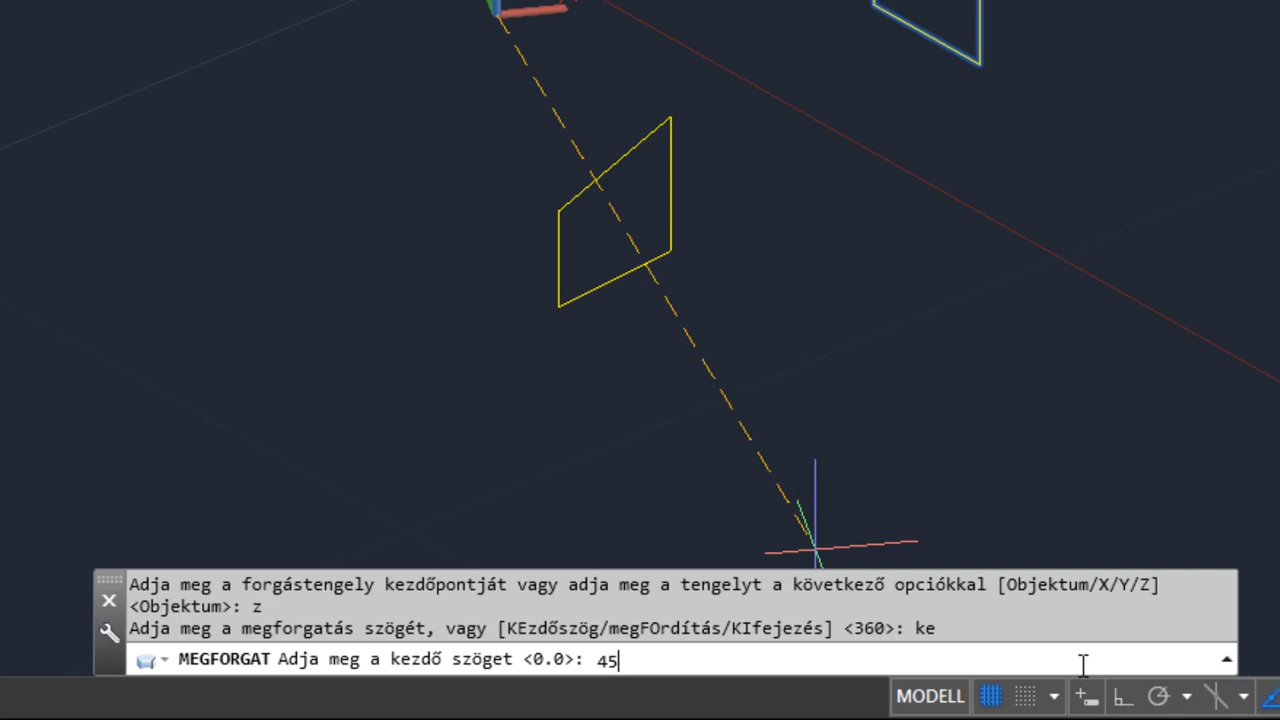 Adja meg a forgástengely kezdőpontját vagy adja meg a tengelyt a következő opciókkal [Objektum/X/Y/Z]
<Objektum>: z
Adja meg a megforgatás szögét, vagy [KEzdőszög/megFOrdítás/KIfejezés] <360>: ke
MEGFORGAT Adja meg a kezdő szöget <0.0>: 45
MODELL